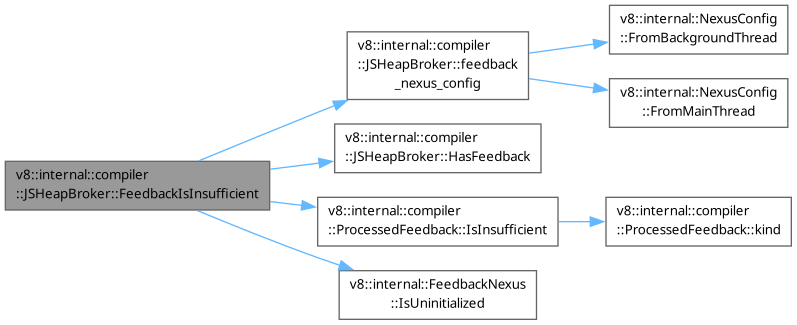 v8::internal::compiler
::JSHeapBroker::FeedbackIsInsufficient
v8::internal::compiler
::JSHeapBroker::feedback
_nexus_config
v8::internal::NexusConfig
::FromBackgroundThread
v8::internal::NexusConfig
::FromMainThread
v8::internal::compiler
::JSHeapBroker::HasFeedback
v8::internal::compiler
::ProcessedFeedback::IsInsufficient
v8::internal::compiler
::ProcessedFeedback::kind
v8::internal::FeedbackNexus
::IsUninitialized